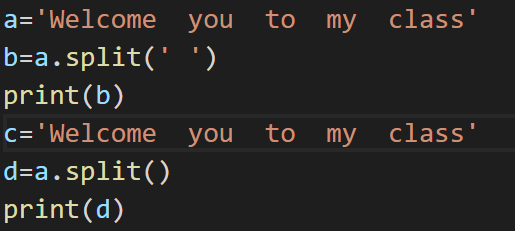 a='Welcome  you  to  my  class'
b=a.split(' ')
print(b)
c='Welcome  you  to  my  class'
d=a.split()
print(d)